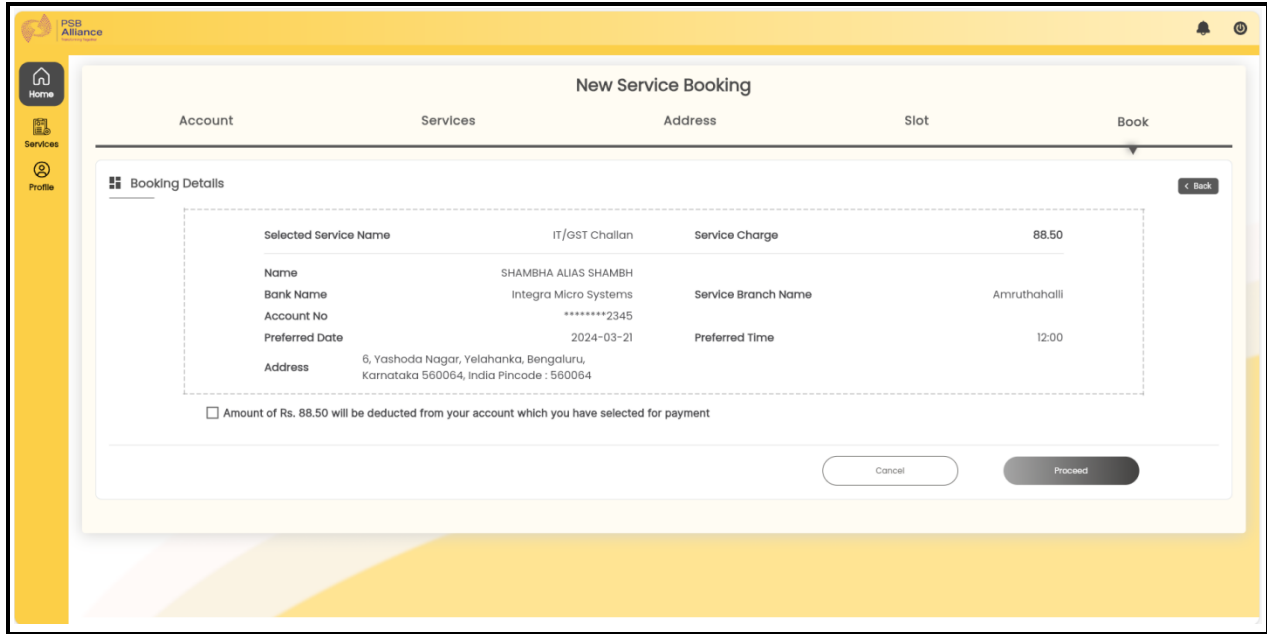 PSB
Alliance
Home
Services
Profile
New Service Booking
Account Services Address Slot Book
Booking Details
< Back
Selected Service Name IT/GST Challan Service Charge 88.50
Name SHAMBHA ALIAS SHAMBH
Bank Name Integra Micro Systems Service Branch Name Amruthahalli
Account No ********2345
Preferred Date 2024-03-21 Preferred Time 12:00
Address 6, Yashoda Nagar, Yelahanka, Bengaluru,
Karnataka 560064, India Pincode : 560064
Amount of Rs. 88.50 will be deducted from your account which you have selected for payment
Cancel Proceed